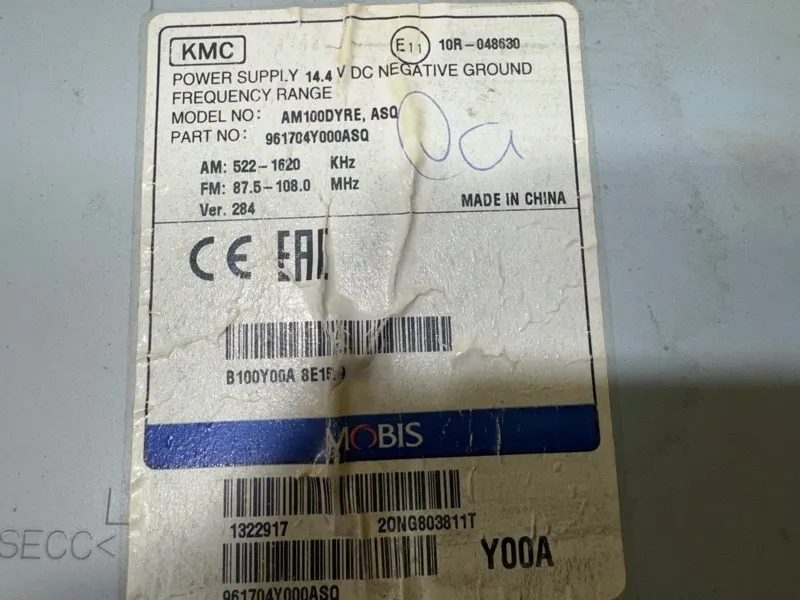 KMC
E11 10R-048630
POWER SUPPLY 14.4 V DC NEGATIVE GROUND
FREQUENCY RANGE
MODEL NO: AM100DYRE, ASQ
PART NO: 961704Y000ASQ
AM: 522-1620 KHz
FM: 87.5-108.0 MHz
Ver. 284
MADE IN CHINA
CE EAC
B100Y00A
MOBIS
1322917 20NG803811T
Y00A
961704Y000ASQ
SECC<